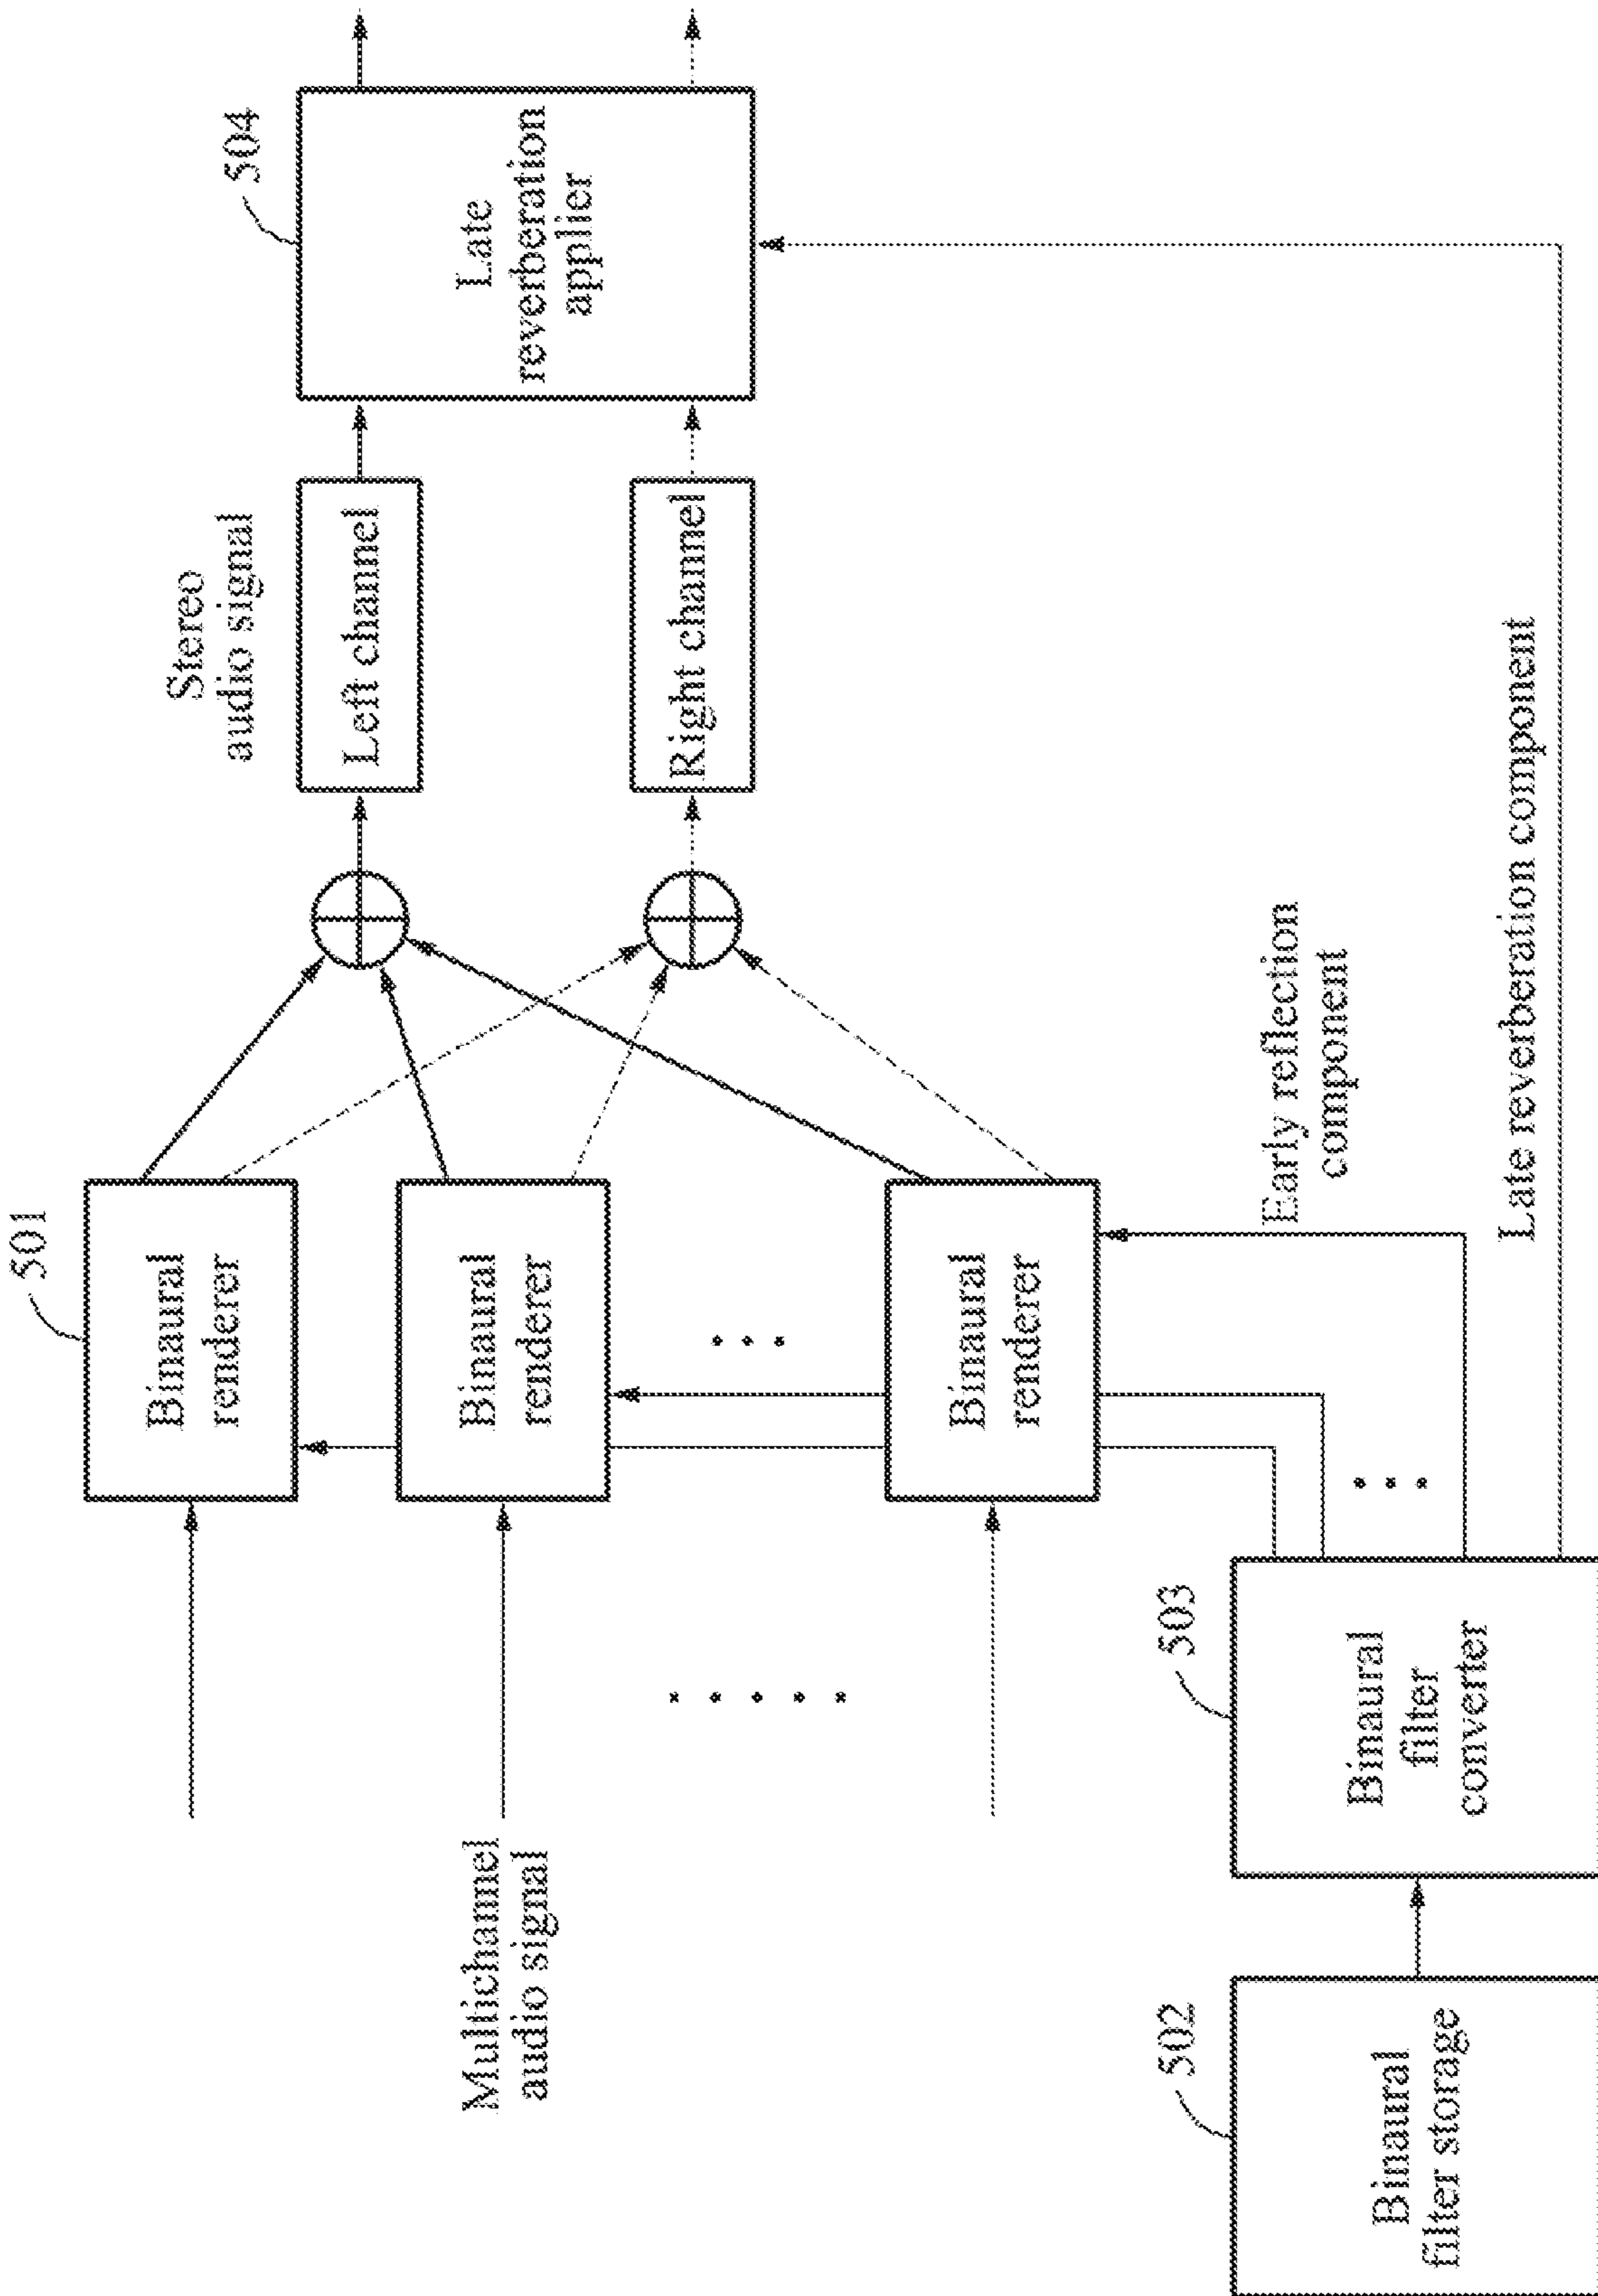 501
Binaural
renderer
Binaural
renderer
Binaural
renderer
Multichannel
audio signal
Stereo
audio signal
Left channel
Right channel
504
Late
reverberation
applier
502
Binaural
filter storage
503
Binaural
filter
converter
Early reflection
component
Late reverberation component